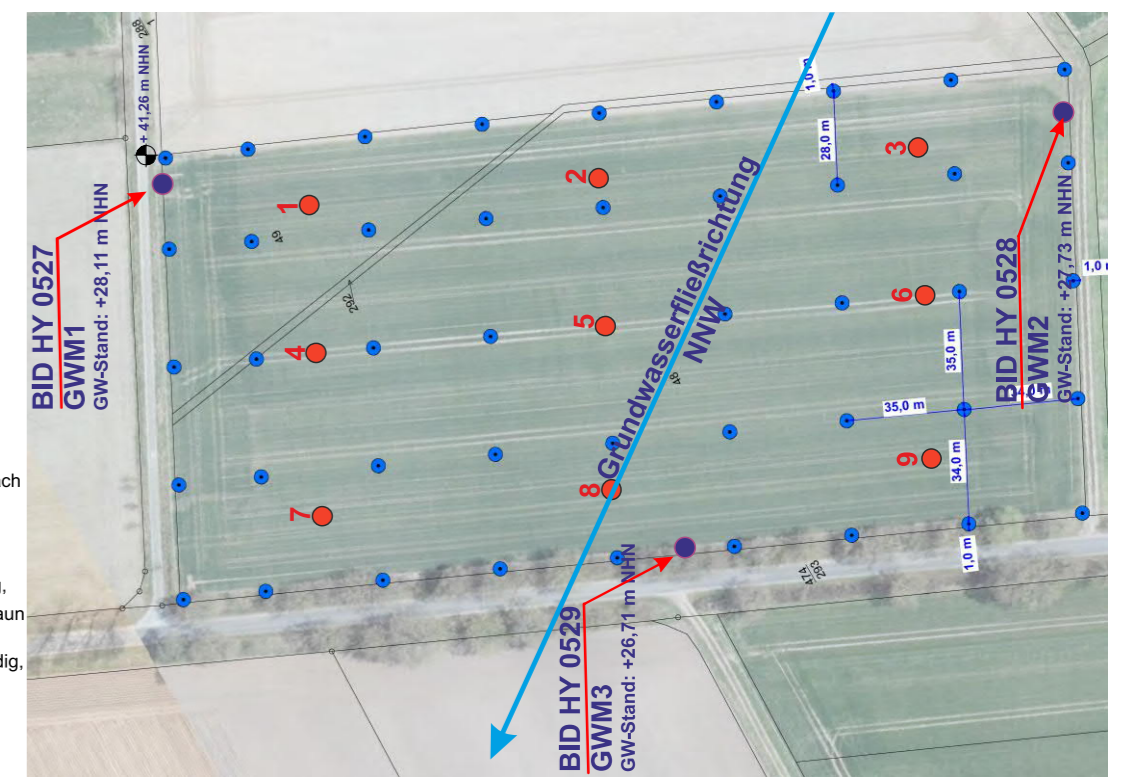 288
+ 41,26 m NHN
1,0 m
28,0 m
1
2
3
49
292
BID HY 0527
GWM1
GW-Stand: +28,11 m NHN
Grundwasserfließrichtung
NNW
BID HY 0528
GWM2
GW-Stand: +27,73 m NHN
4
5
6
48
35,0 m
35,0 m
34,0 m
7
8
9
1,0 m
474
293
BID HY 0529
GWM3
GW-Stand: +26,71 m NHN
ach
aun
dig,